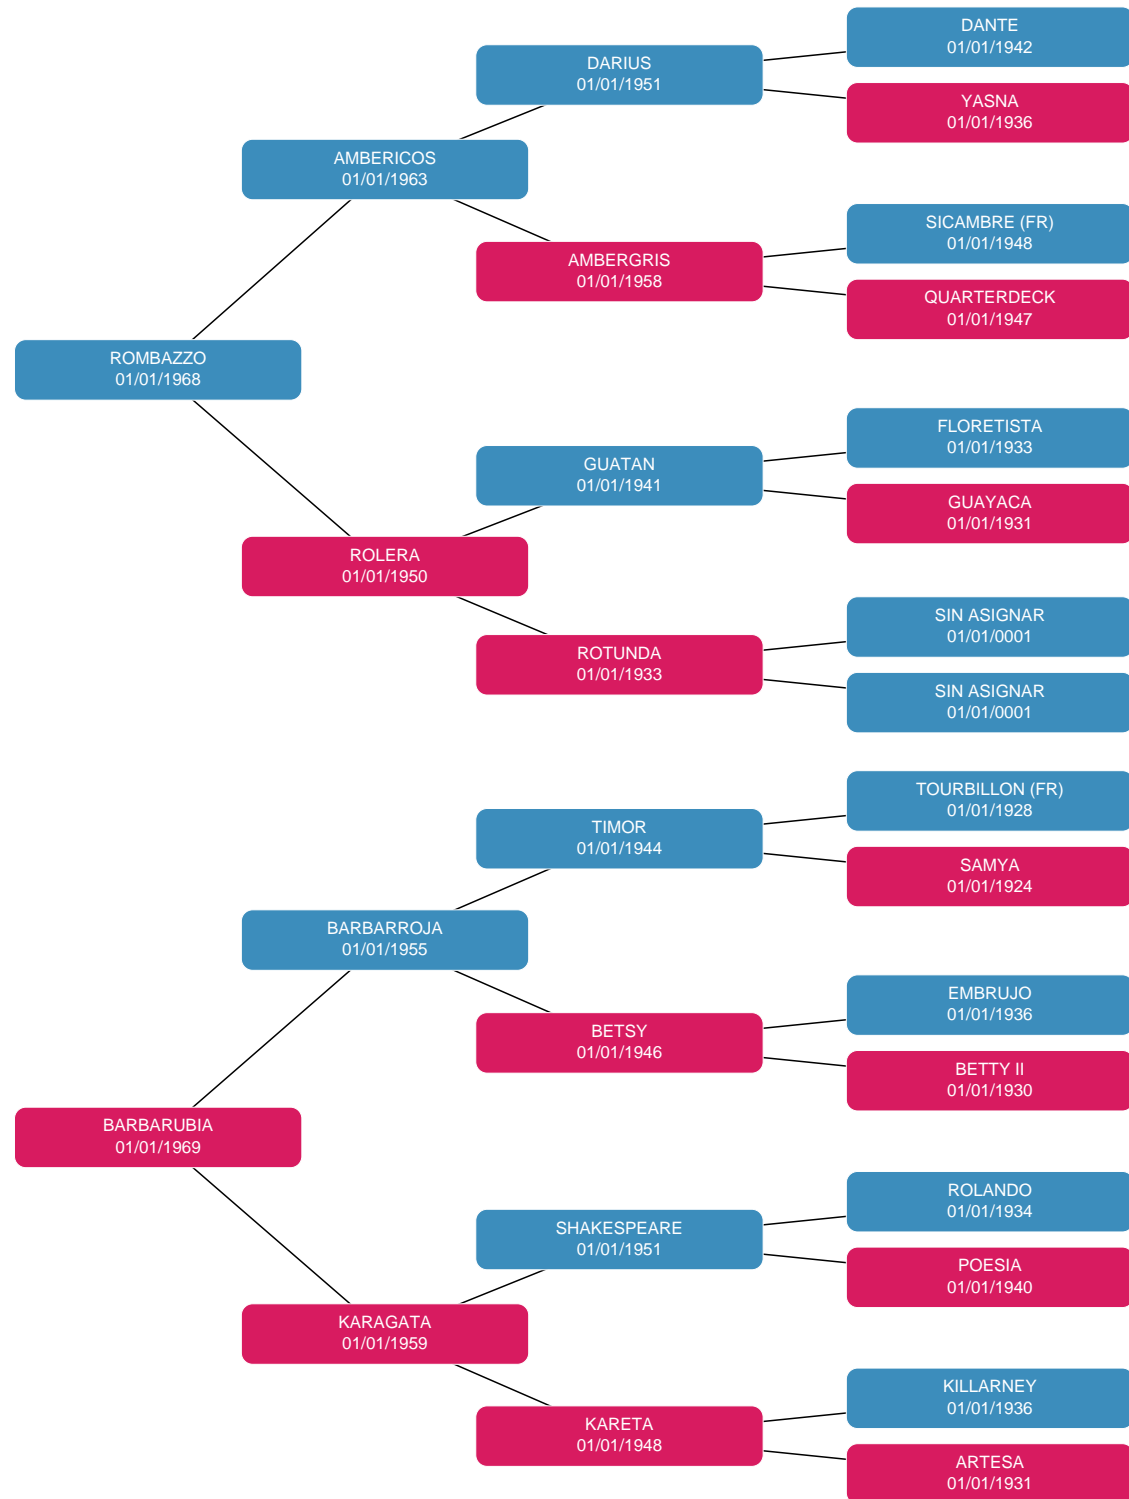 DANTE
01/01/1942
DARIUS
01/01/1951
YASNA
01/01/1936
AMBERICOS
01/01/1963
SICAMBRE (FR)
01/01/1948
AMBERGRIS
01/01/1958
QUARTERDECK
01/01/1947
ROMBAZZO
01/01/1968
FLORETISTA
01/01/1933
GUATAN
01/01/1941
GUAYACA
01/01/1931
ROLERA
01/01/1950
SIN ASIGNAR
01/01/0001
ROTUNDA
01/01/1933
SIN ASIGNAR
01/01/0001
TOURBILLON (FR)
01/01/1928
TIMOR
01/01/1944
SAMYA
01/01/1924
BARBARROJA
01/01/1955
EMBRUJO
01/01/1936
BETSY
01/01/1946
BETTY II
01/01/1930
BARBARUBIA
01/01/1969
ROLANDO
01/01/1934
SHAKESPEARE
01/01/1951
POESIA
01/01/1940
KARAGATA
01/01/1959
KILLARNEY
01/01/1936
KARETA
01/01/1948
ARTESA
01/01/1931